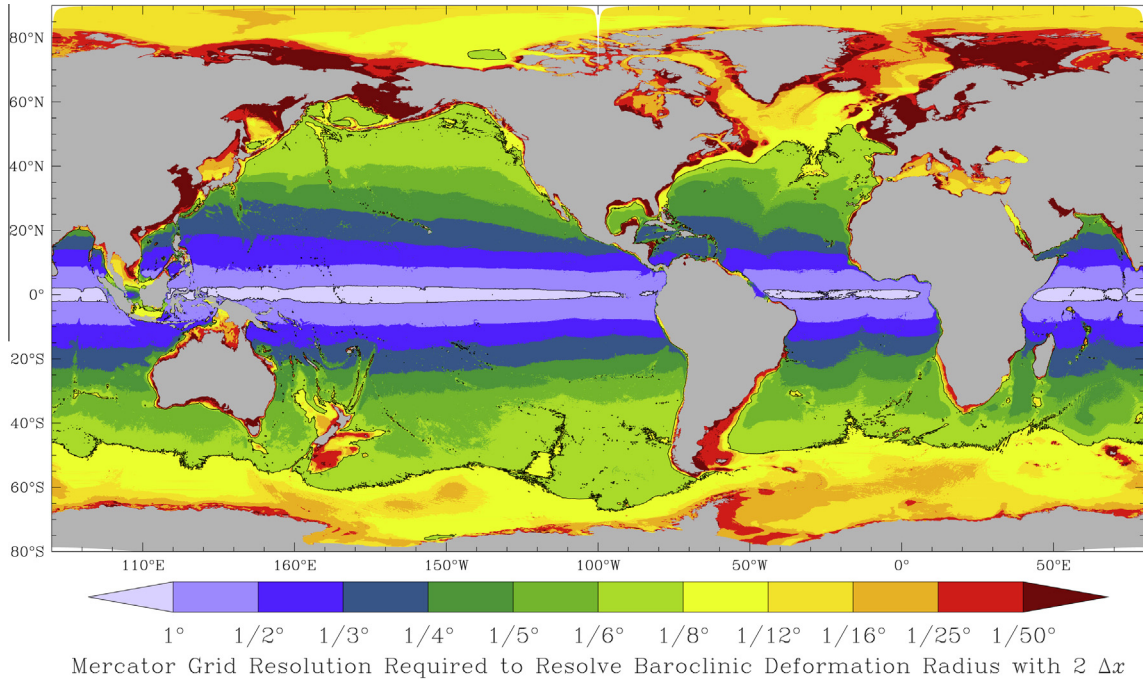 80°N
60°N
40°N
20°N
0°
20°S
40°S
60°S
80°S
110°E 160°E 150°W 100°W 50°W 0° 50°E
1° 1/2° 1/3° 1/4° 1/5° 1/6° 1/8° 1/12° 1/16° 1/25° 1/50°
Mercator Grid Resolution Required to Resolve Baroclinic Deformation Radius with 2 Δx